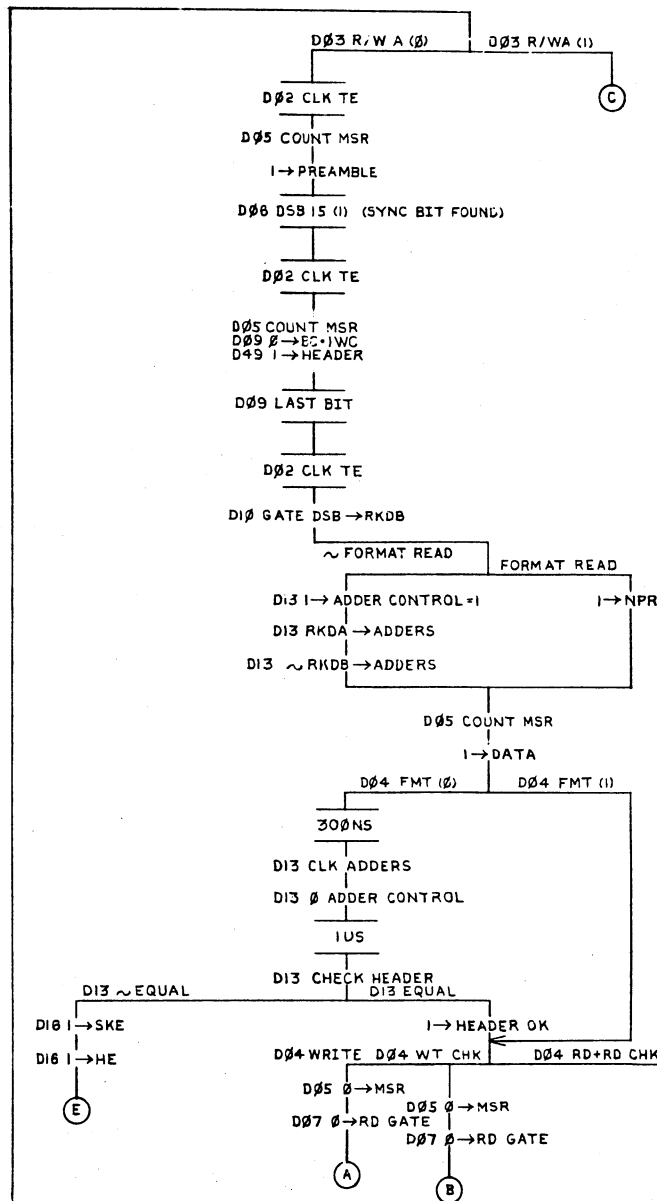 DØ3 R/W A (Ø) DØ3 R/WA (1)
C
DØ2 CLK TE
DØ5 COUNT MSR
1→PREAMBLE
DØ6 DSB 15 (1) (SYNC BIT FOUND)
DØ2 CLK TE
DØ5 COUNT MSR
DØ9 Ø→BC·1WC
D49 1→HEADER
DØ9 LAST BIT
DØ2 CLK TE
D1Ø GATE DSB→RKDB
~ FORMAT READ FORMAT READ
D13 1→ADDER CONTROL=1 1→NPR
D13 RKDA→ADDERS
D13 ~RKDB→ADDERS
DØ5 COUNT MSR
1→DATA
DØ4 FMT (Ø) DØ4 FMT (1)
3ØØNS
D13 CLK ADDERS
D13 Ø ADDER CONTROL
1US
D13 CHECK HEADER
D13 ~EQUAL D13 EQUAL
D16 1→SKE 1→HEADER OK
D16 1→HE DØ4 WRITE DØ4 WT CHK DØ4 RD+RD CHK
DØ5 Ø→MSR DØ5 Ø→MSR
DØ7 Ø→RD GATE DØ7 Ø→RD GATE
E
A
B